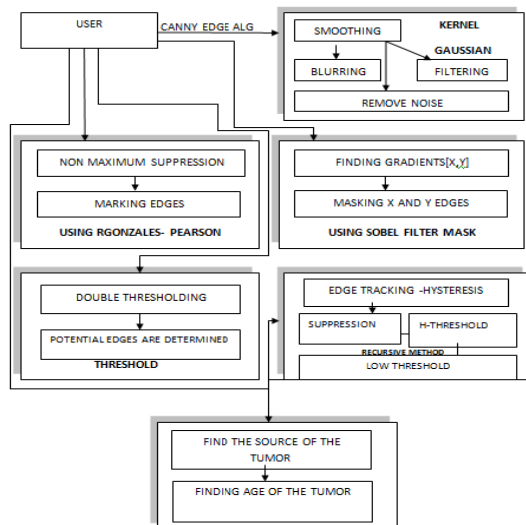 USER
CANNY EDGE ALG
SMOOTHING
KERNEL
GAUSSIAN
BLURRING
FILTERING
REMOVE NOISE
NON MAXIMUM SUPPRESSION
MARKING EDGES
USING RGONZALES- PEARSON
FINDING GRADIENTS[X,Y]
MASKING X AND Y EDGES
USING SOBEL FILTER MASK
DOUBLE THRESHOLDING
POTENTIAL EDGES ARE DETERMINED
THRESHOLD
EDGE TRACKING -HYSTERESIS
SUPPRESSION
H-THRESHOLD
RECURSIVE METHOD
LOW THRESHOLD
FIND THE SOURCE OF THE
TUMOR
FINDING AGE OF THE TUMOR